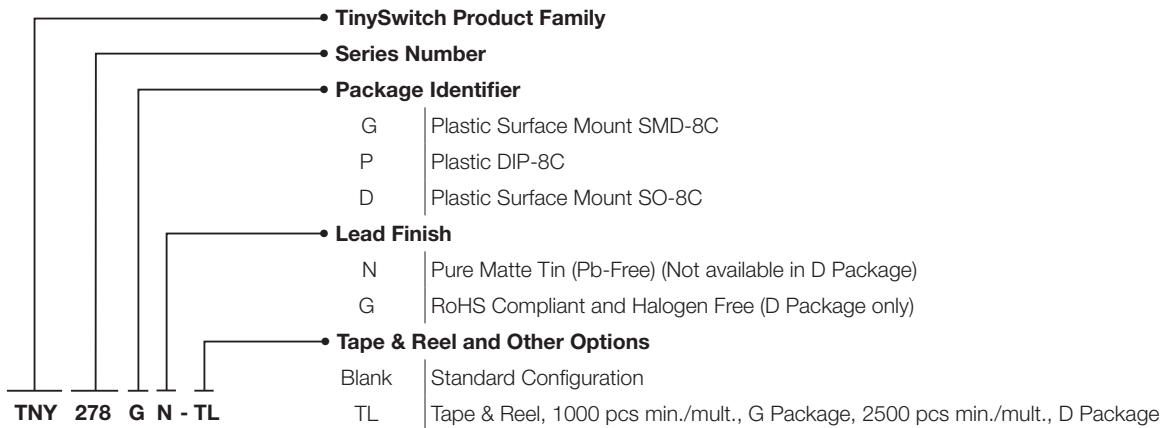 TinySwitch Product Family
Series Number
Package Identifier
G Plastic Surface Mount SMD-8C
P Plastic DIP-8C
D Plastic Surface Mount SO-8C
Lead Finish
N Pure Matte Tin (Pb-Free) (Not available in D Package)
G RoHS Compliant and Halogen Free (D Package only)
Tape & Reel and Other Options
Blank Standard Configuration
TNY 278 G N - TL TL Tape & Reel, 1000 pcs min./mult., G Package, 2500 pcs min./mult., D Package